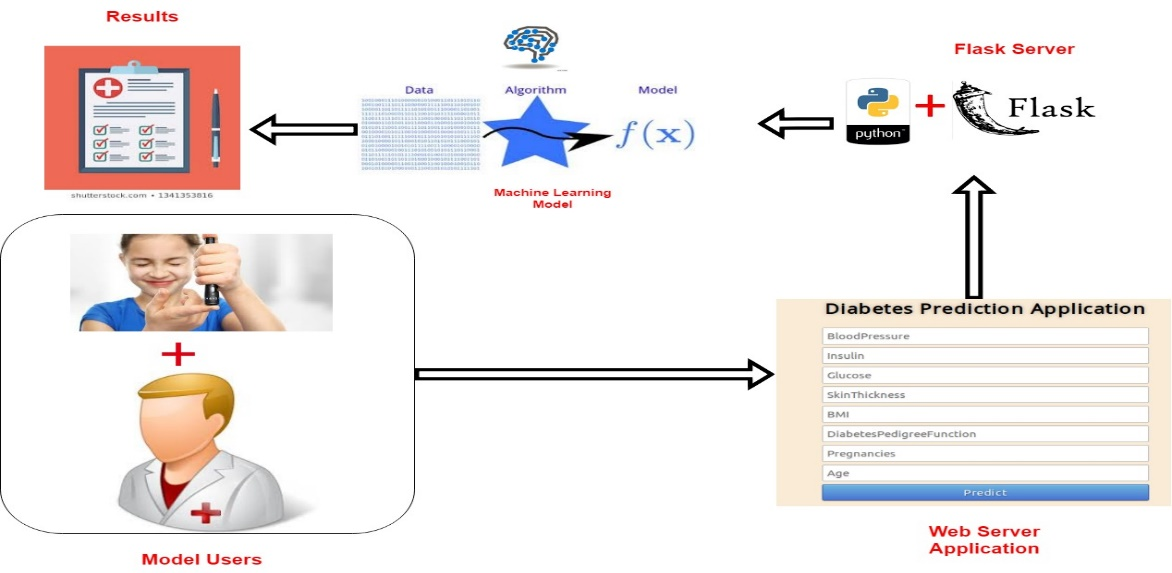 Results
Flask Server
Data
Algorithm
Model
python
Flask
f(x)
Machine Learning
Model
shutterstock.com • 1341353816
Diabetes Prediction Application
BloodPressure
Insulin
Glucose
SkinThickness
BMI
DiabetesPedigreeFunction
Pregnancies
Age
Predict
Web Server
Application
Model Users